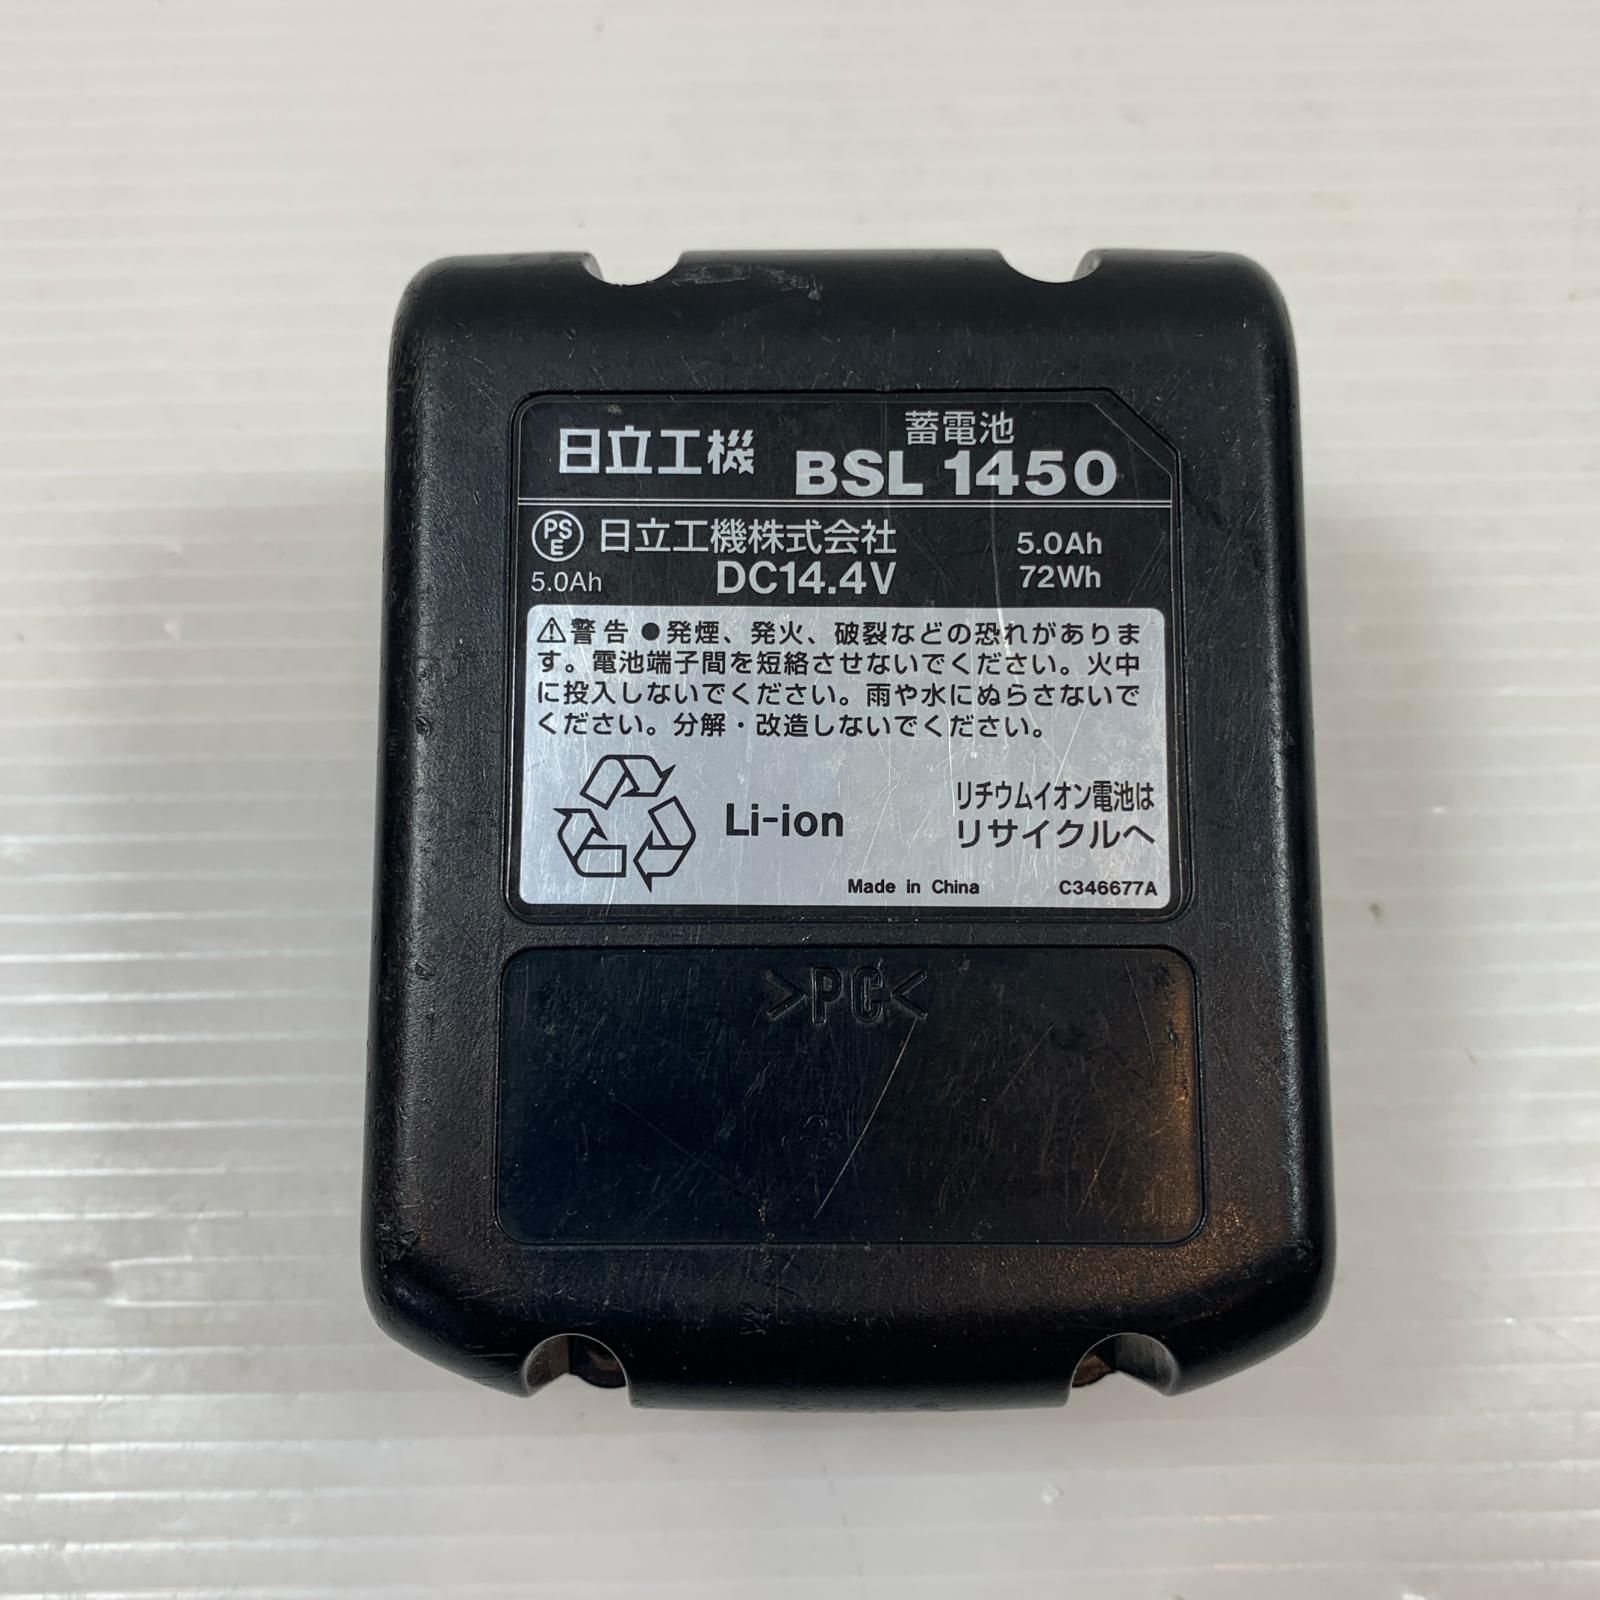 日立工機
蓄電池
BSL 1450
PS
E
日立工機株式会社
5.0Ah
5.0Ah
DC14.4V
72Wh
⚠警告 ●発煙、発火、破裂などの恐れがありま
す。電池端子間を短絡させないでください。火中
に投入しないでください。雨や水にぬらさないで
ください。分解・改造しないでください。
Li-ion
リチウムイオン電池は
リサイクルへ
Made in China
C346677A
>PC<